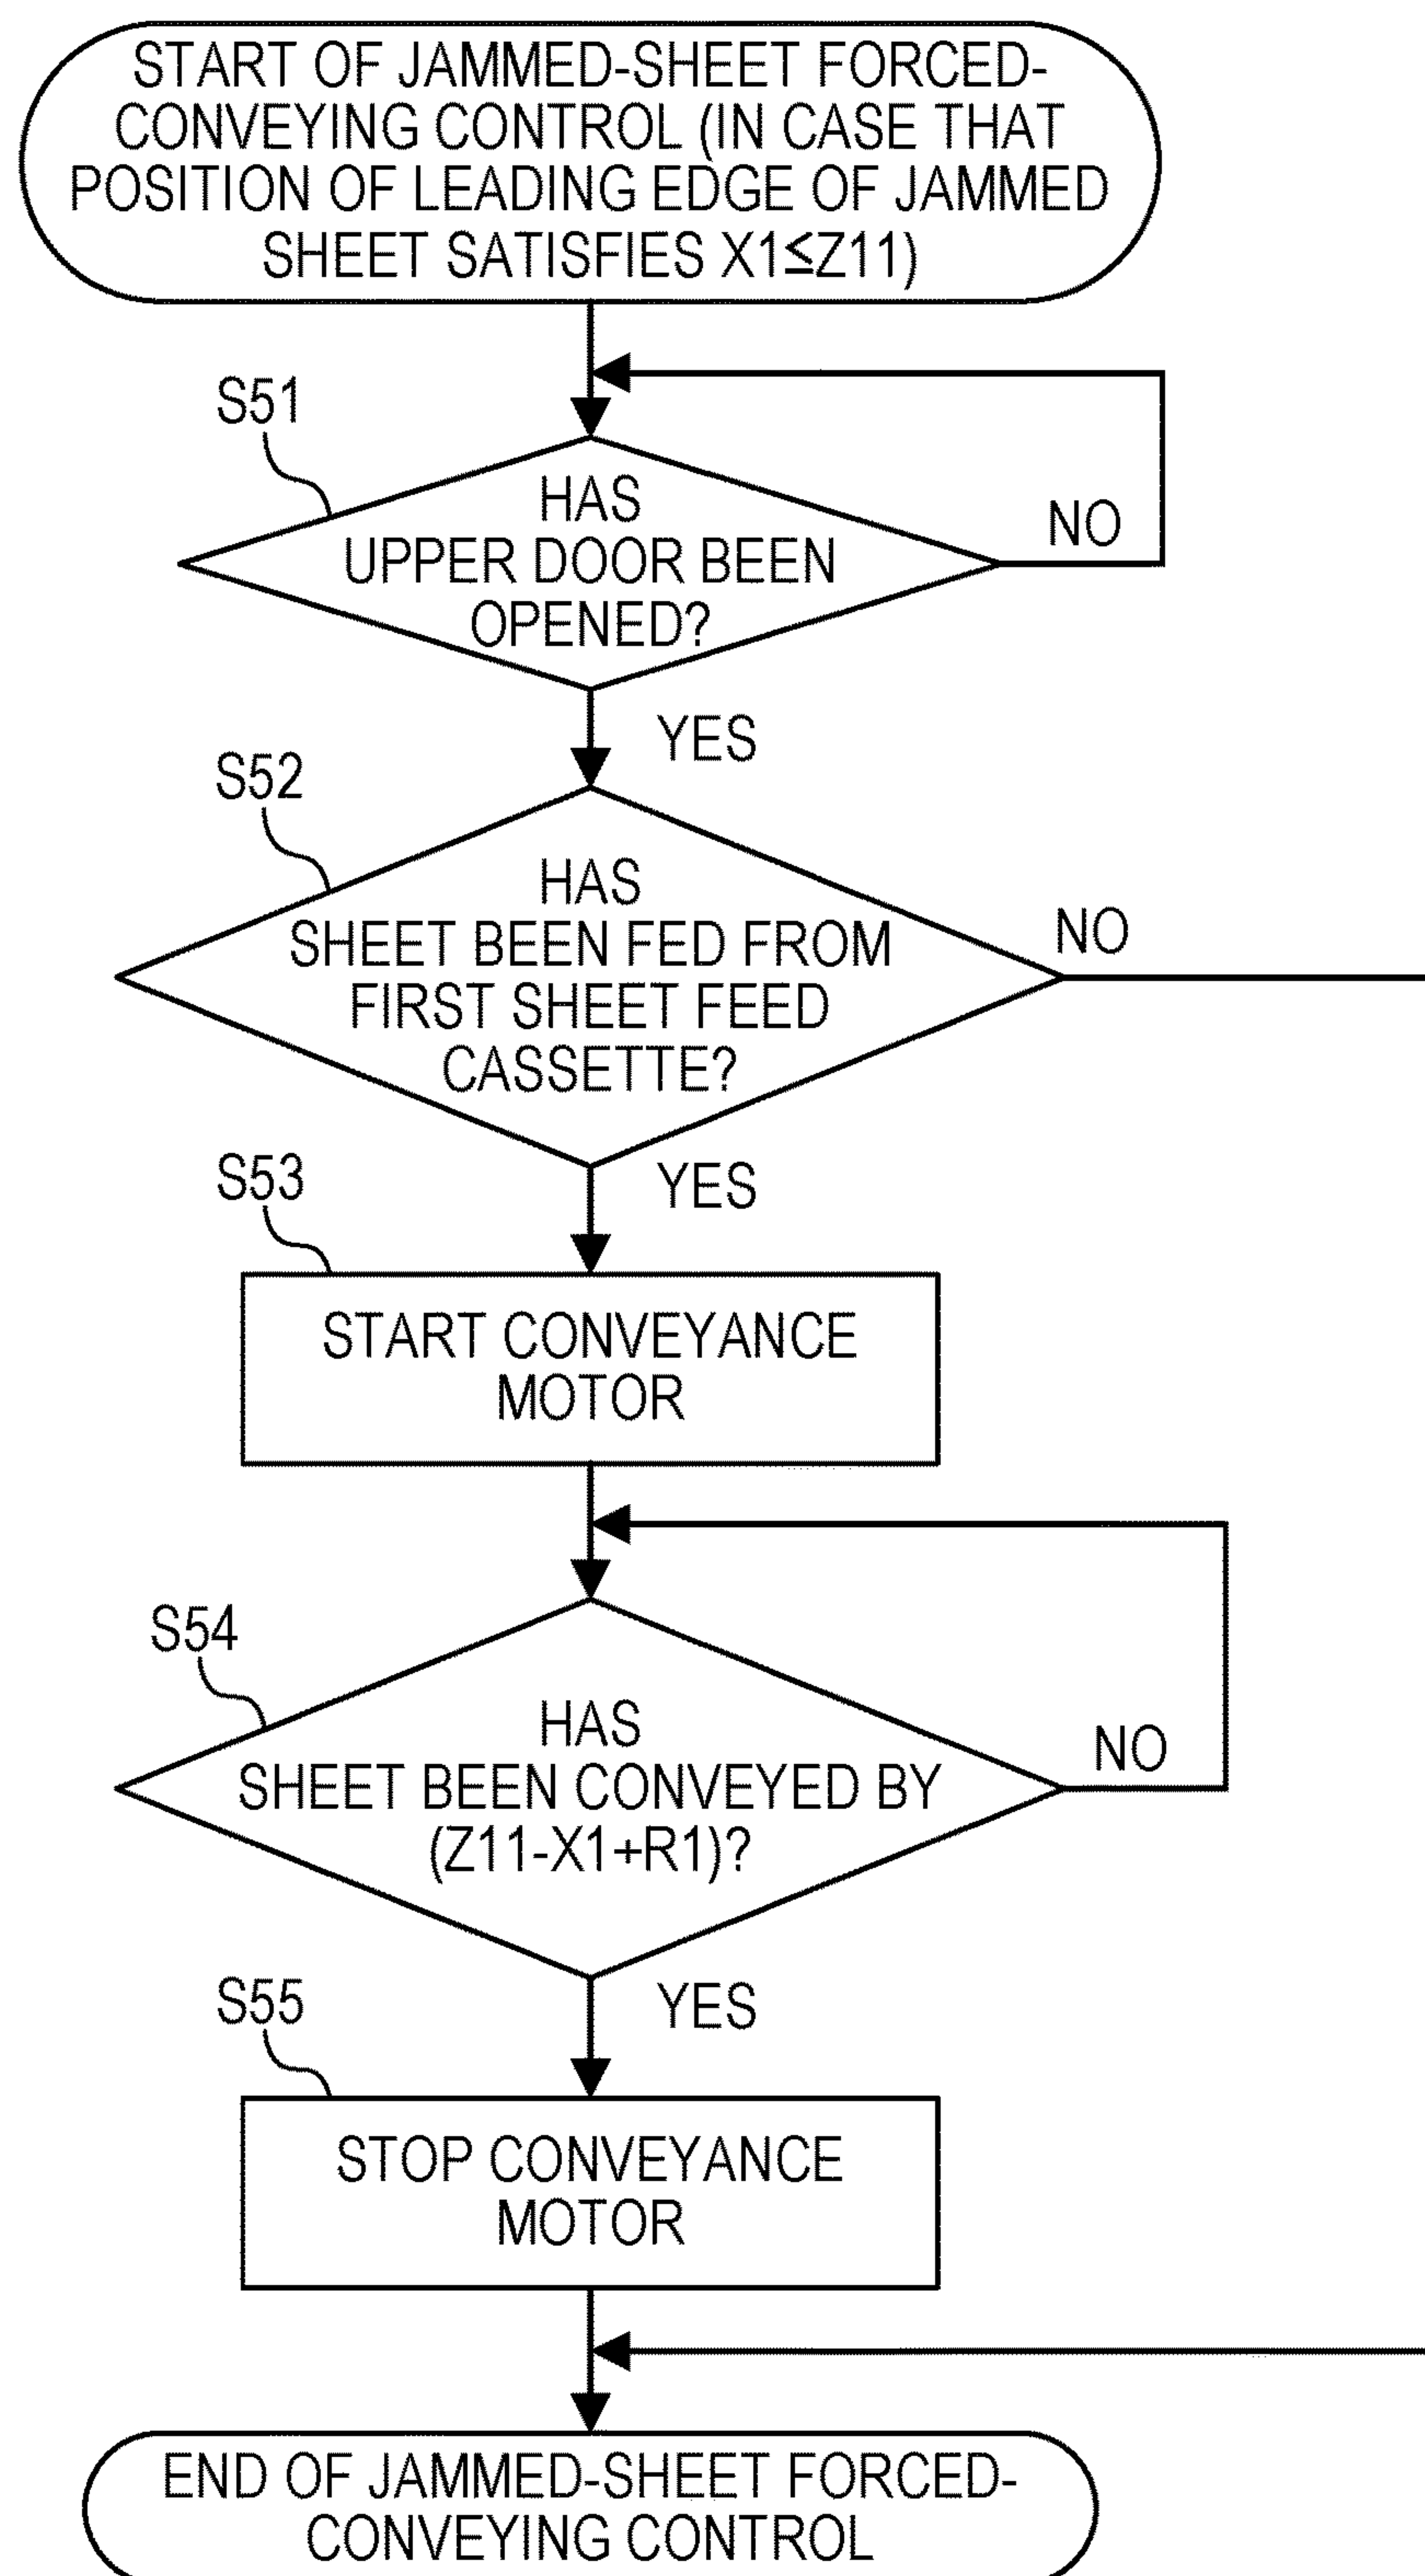 START OF JAMMED-SHEET FORCED-
CONVEYING CONTROL (IN CASE THAT
POSITION OF LEADING EDGE OF JAMMED
SHEET SATISFIES X1≤Z11)
S51
HAS
UPPER DOOR BEEN
OPENED?
NO
YES
S52
HAS
SHEET BEEN FED FROM
FIRST SHEET FEED
CASSETTE?
NO
YES
S53
START CONVEYANCE
MOTOR
S54
HAS
SHEET BEEN CONVEYED BY
(Z11-X1+R1)?
NO
YES
S55
STOP CONVEYANCE
MOTOR
END OF JAMMED-SHEET FORCED-
CONVEYING CONTROL